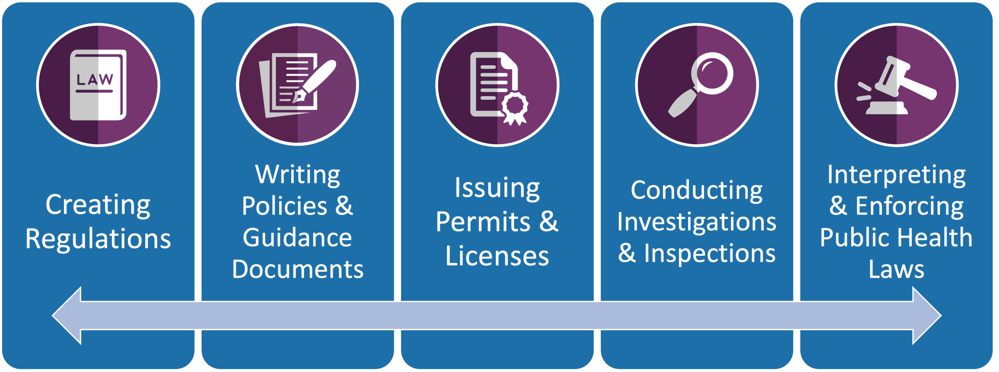 LAW
Creating
Regulations
Writing
Policies &
Guidance
Documents
Issuing
Permits &
Licenses
Conducting
Investigations
& Inspections
Interpreting
& Enforcing
Public Health
Laws